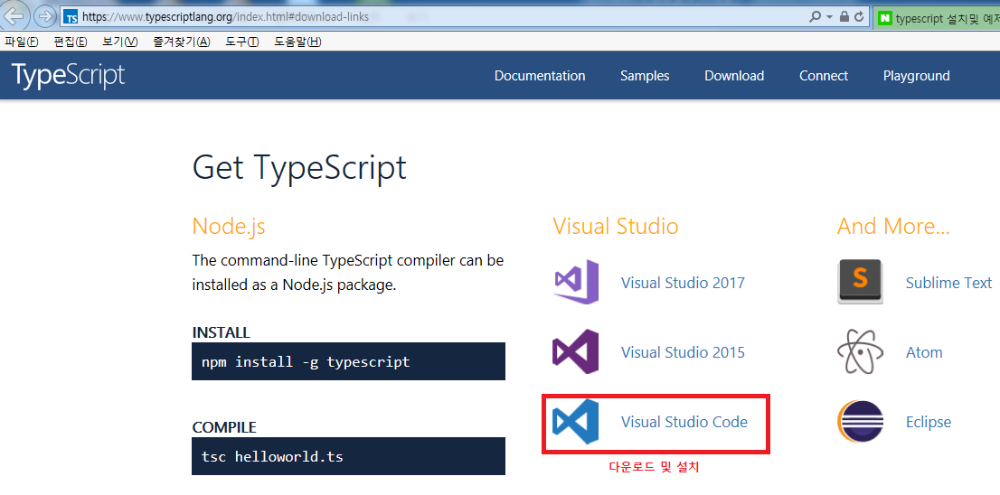 https://www.typescriptlang.org/index.html#download-links
typescript 설치및 예제
파일(F) 편집(E) 보기(V) 즐겨찾기(A) 도구(T) 도움말(H)
TypeScript
Documentation Samples Download Connect Playground
Get TypeScript
Node.js
The command-line TypeScript compiler can be
installed as a Node.js package.
INSTALL
npm install -g typescript
COMPILE
tsc helloworld.ts
Visual Studio
Visual Studio 2017
Visual Studio 2015
Visual Studio Code
다운로드 및 설치
And More...
Sublime Text
Atom
Eclipse